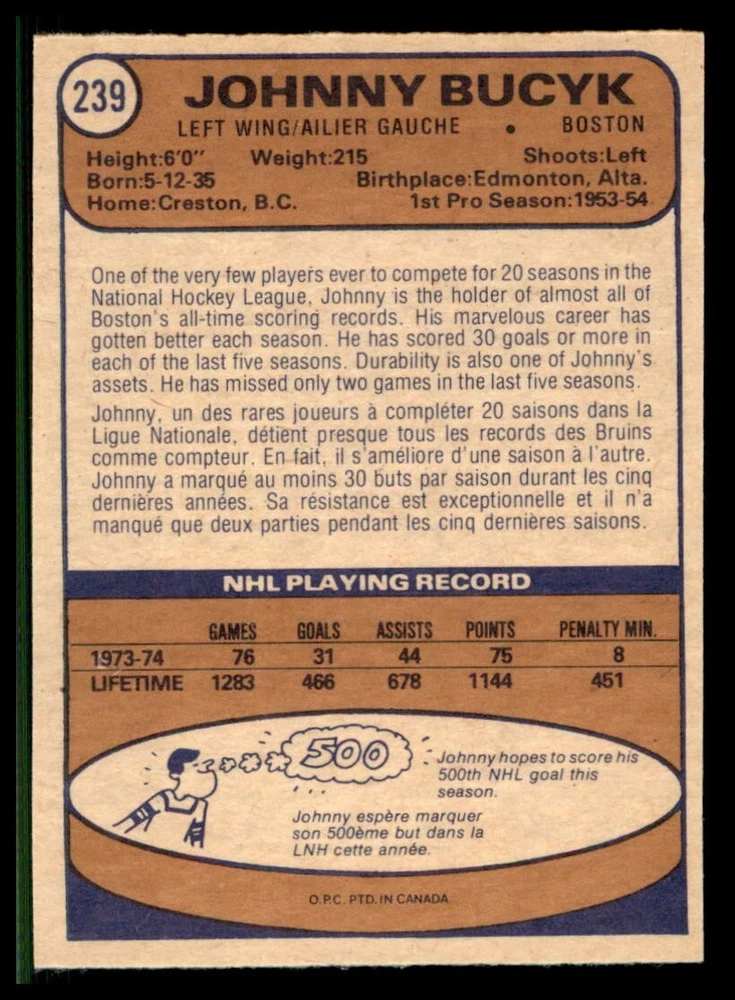 239
JOHNNY BUCYK
LEFT WING/AILIER GAUCHE • BOSTON
Height:6'0" Weight:215 Shoots:Left
Born:5-12-35 Birthplace:Edmonton, Alta.
Home:Creston, B.C. 1st Pro Season:1953-54
One of the very few players ever to compete for 20 seasons in the
National Hockey League, Johnny is the holder of almost all of
Boston's all-time scoring records. His marvelous career has
gotten better each season. He has scored 30 goals or more in
each of the last five seasons. Durability is also one of Johnny's
assets. He has missed only two games in the last five seasons.
Johnny, un des rares joueurs à compléter 20 saisons dans la
Ligue Nationale, détient presque tous les records des Bruins
comme compteur. En fait, il s'améliore d'une saison à l'autre.
Johnny a marqué au moins 30 buts par saison durant les cinq
dernières années. Sa résistance est exceptionnelle et il n'a
manqué que deux parties pendant les cinq dernières saisons.
NHL PLAYING RECORD
GAMES GOALS ASSISTS POINTS PENALTY MIN.
1973-74 76 31 44 75 8
LIFETIME 1283 466 678 1144 451
500
Johnny hopes to score his
500th NHL goal this
season.
Johnny espère marquer
son 500ème but dans la
LNH cette année.
O.P.C. PTD. IN CANADA